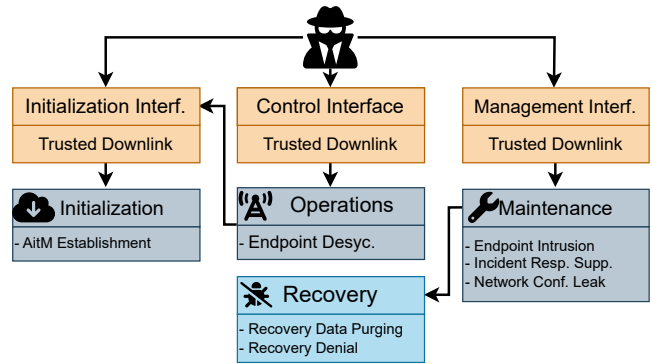 Initialization Interf.
Trusted Downlink
Control Interface
Trusted Downlink
Management Interf.
Trusted Downlink
Initialization
- AitM Establishment
Operations
- Endpoint Desyc.
Maintenance
- Endpoint Intrusion
- Incident Resp. Supp.
- Network Conf. Leak
Recovery
- Recovery Data Purging
- Recovery Denial